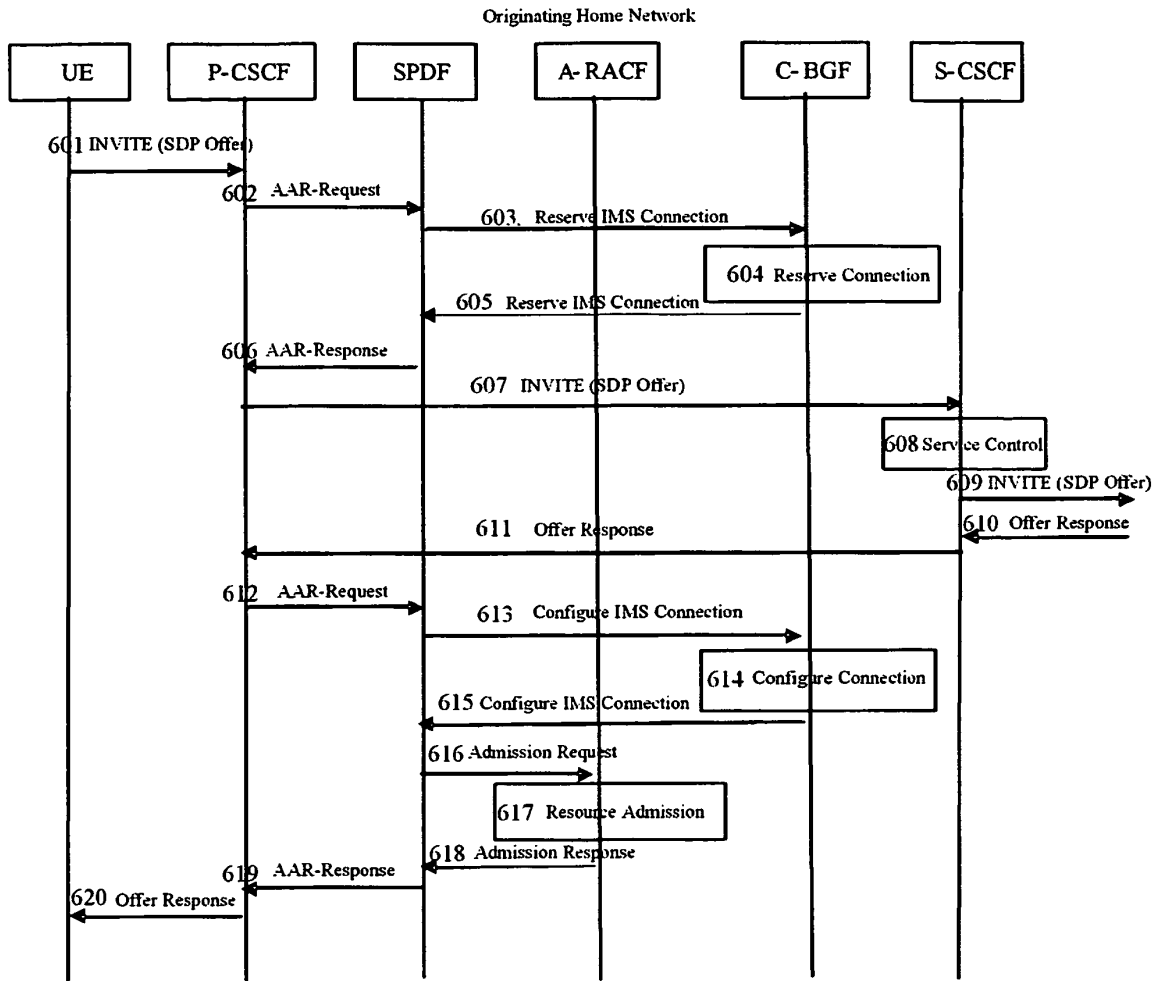 Originating Home Network
UE P-CSCF SPDF A-RACF C-BGF S-CSCF
601 INVITE (SDP Offer)
602 AAR-Request
603. Reserve IMS Connection
604 Reserve Connection
605 Reserve IMS Connection
606 AAR-Response
607 INVITE (SDP Offer)
608 Service Control
609 INVITE (SDP Offer)
610 Offer Response
611 Offer Response
612 AAR-Request
613 Configure IMS Connection
614 Configure Connection
615 Configure IMS Connection
616 Admission Request
617 Resource Admission
618 Admission Response
619 AAR-Response
620 Offer Response